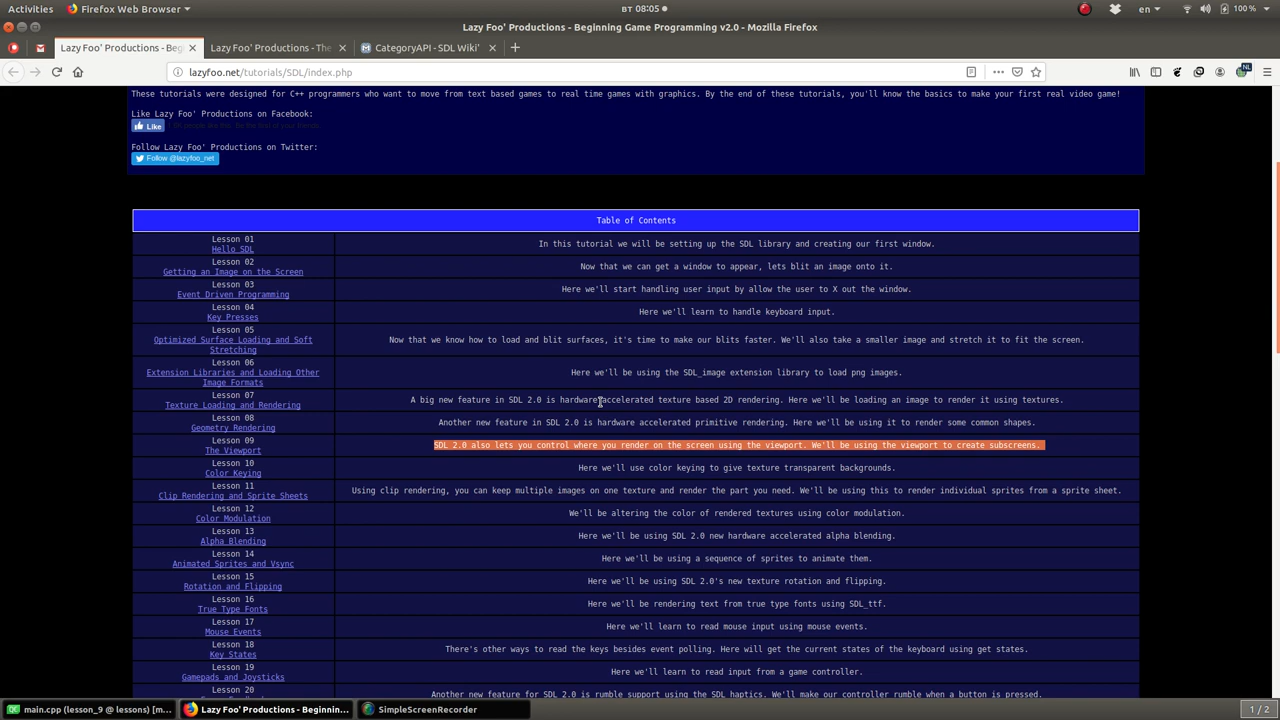 Activities Firefox Web Browser вт 08:05 en 100 %
Lazy Foo' Productions - Beginning Game Programming v2.0 - Mozilla Firefox
Lazy Foo' Productions - Beg Lazy Foo' Productions - The CategoryAPI - SDL Wiki'
lazyfoo.net/tutorials/SDL/index.php NL
These tutorials were designed for C++ programmers who want to move from text based games to real time games with graphics. By the end of these tutorials, you'll know the basics to make your first real video game!
Like Lazy Foo' Productions on Facebook:
Like
Follow Lazy Foo' Productions on Twitter:
Follow @lazyfoo_net
Table of Contents
Lesson 01
Hello SDL
In this tutorial we will be setting up the SDL library and creating our first window.
Lesson 02
Getting an Image on the Screen
Now that we can get a window to appear, lets blit an image onto it.
Lesson 03
Event Driven Programming
Here we'll start handling user input by allow the user to X out the window.
Lesson 04
Key Presses
Here we'll learn to handle keyboard input.
Lesson 05
Optimized Surface Loading and Soft
Stretching
Now that we know how to load and blit surfaces, it's time to make our blits faster. We'll also take a smaller image and stretch it to fit the screen.
Lesson 06
Extension Libraries and Loading Other
Image Formats
Here we'll be using the SDL_image extension library to load png images.
Lesson 07
Texture Loading and Rendering
A big new feature in SDL 2.0 is hardware accelerated texture based 2D rendering. Here we'll be loading an image to render it using textures.
Lesson 08
Geometry Rendering
Another new feature in SDL 2.0 is hardware accelerated primitive rendering. Here we'll be using it to render some common shapes.
Lesson 09
The Viewport
SDL 2.0 also lets you control where you render on the screen using the viewport. We'll be using the viewport to create subscreens.
Lesson 10
Color Keying
Here we'll use color keying to give texture transparent backgrounds.
Lesson 11
Clip Rendering and Sprite Sheets
Using clip rendering, you can keep multiple images on one texture and render the part you need. We'll be using this to render individual sprites from a sprite sheet.
Lesson 12
Color Modulation
We'll be altering the color of rendered textures using color modulation.
Lesson 13
Alpha Blending
Here we'll be using SDL 2.0 new hardware accelerated alpha blending.
Lesson 14
Animated Sprites and Vsync
Here we'll be using a sequence of sprites to animate them.
Lesson 15
Rotation and Flipping
Here we'll be using SDL 2.0's new texture rotation and flipping.
Lesson 16
True Type Fonts
Here we'll be rendering text from true type fonts using SDL_ttf.
Lesson 17
Mouse Events
Here we'll learn to read mouse input using mouse events.
Lesson 18
Key States
There's other ways to read the keys besides event polling. Here will get the current states of the keyboard using get states.
Lesson 19
Gamepads and Joysticks
Here we'll learn to read input from a game controller.
Lesson 20
Another new feature for SDL 2.0 is rumble support using the SDL haptics. We'll make our controller rumble when a button is pressed.
main.cpp (lesson_9 @ lessons) [m... Lazy Foo' Productions - Beginnin... SimpleScreenRecorder 1 / 2